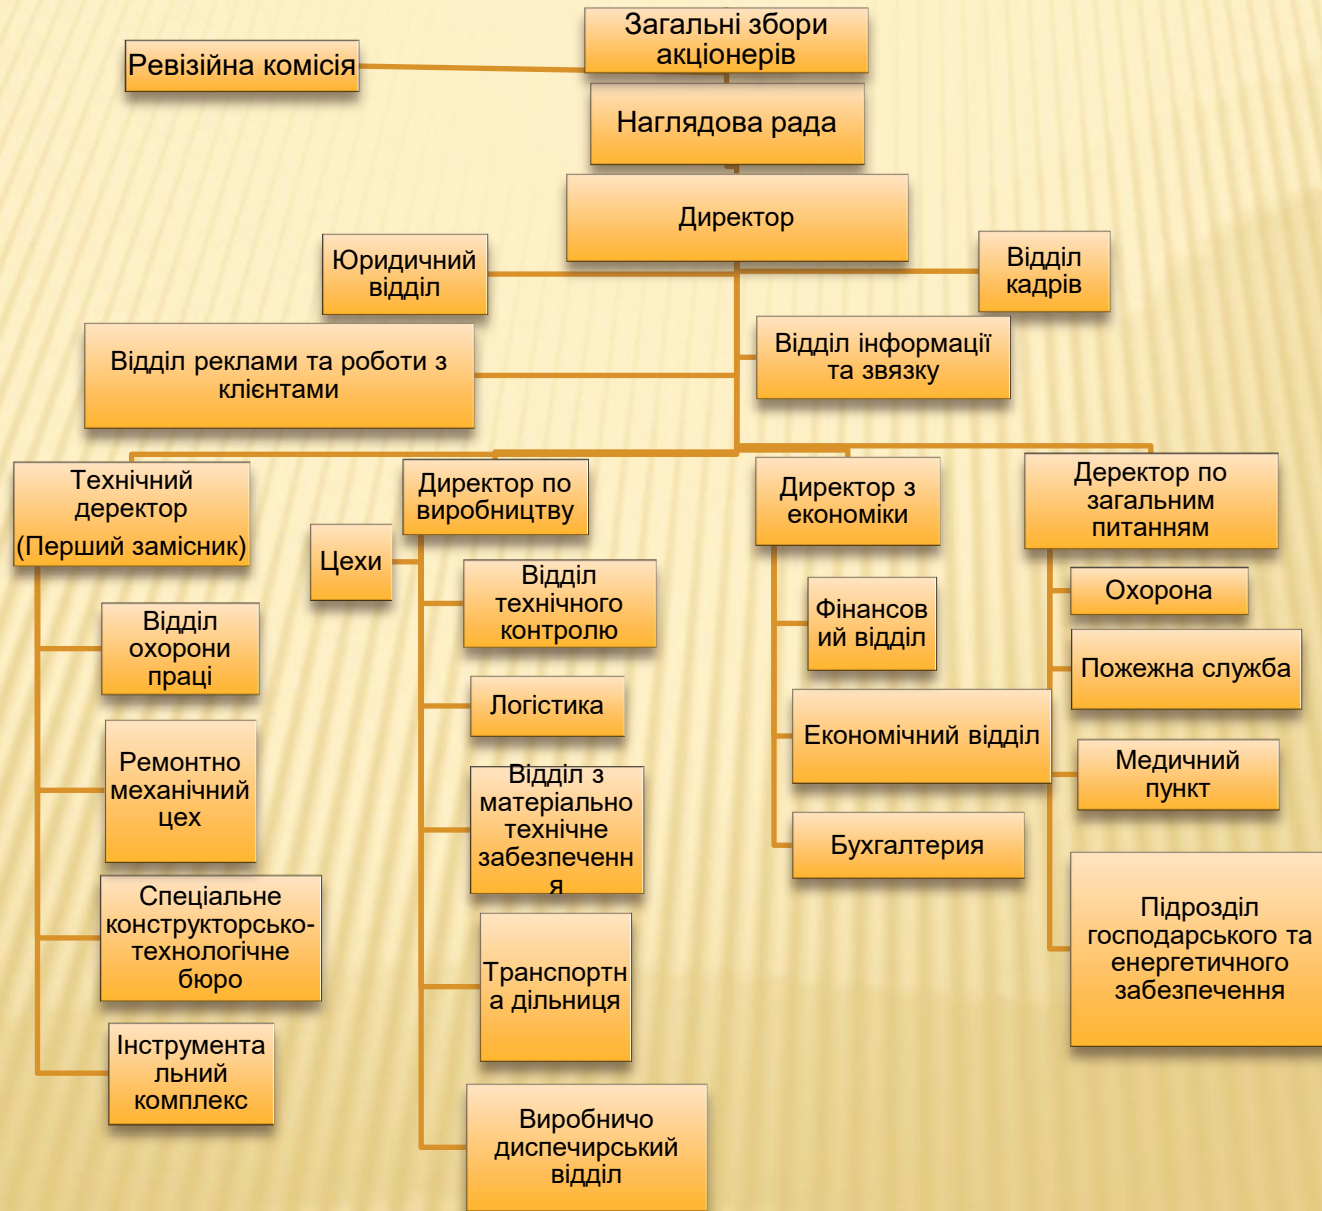 Загальні збори
акціонерів
Ревізійна комісія
Наглядова рада
Директор
Юридичний
відділ
Відділ
кадрів
Відділ реклами та роботи з
клієнтами
Відділ інформації
та звязку
Технічний
деректор
(Перший замісник)
Директор по
виробництву
Директор з
економіки
Деректор по
загальним
питанням
Відділ
охорони
праці
Ремонтно
механічний
цех
Спеціальне
конструкторсько-
технологічне
бюро
Інструмента
льний
комплекс
Цехи
Відділ
технічного
контролю
Логістика
Відділ з
матеріально
технічне
забезпеченн
я
Транспортн
а дільниця
Виробничо
диспечирський
відділ
Фінансов
ий відділ
Економічний відділ
Бухгалтерия
Охорона
Пожежна служба
Медичний
пункт
Підрозділ
господарського та
енергетичного
забезпечення